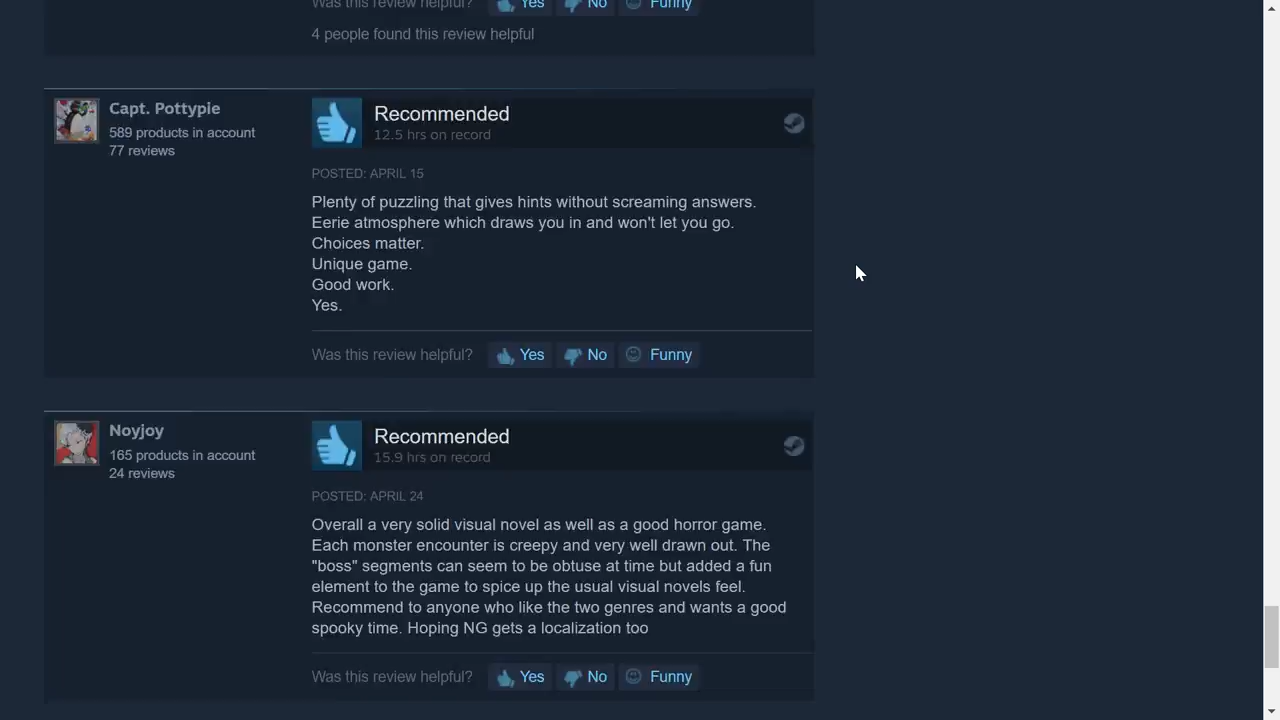 Was this review helpful? Yes No Funny
4 people found this review helpful
Capt. Pottypie
589 products in account
77 reviews
Recommended
12.5 hrs on record
POSTED: APRIL 15
Plenty of puzzling that gives hints without screaming answers.
Eerie atmosphere which draws you in and won't let you go.
Choices matter.
Unique game.
Good work.
Yes.
Was this review helpful? Yes No Funny
Noyjoy
165 products in account
24 reviews
Recommended
15.9 hrs on record
POSTED: APRIL 24
Overall a very solid visual novel as well as a good horror game.
Each monster encounter is creepy and very well drawn out. The
"boss" segments can seem to be obtuse at time but added a fun
element to the game to spice up the usual visual novels feel.
Recommend to anyone who like the two genres and wants a good
spooky time. Hoping NG gets a localization too
Was this review helpful? Yes No Funny